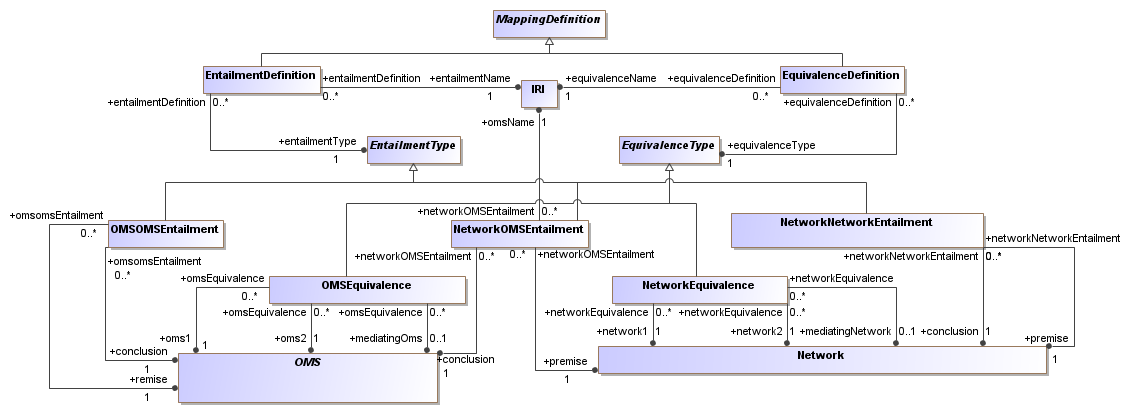 MappingDefinition
EntailmentDefinition
+entailmentDefinition
+entailmentName
+equivalenceName
+equivalenceDefinition
EquivalenceDefinition
0..*
1
IRI
1
0..*
+entailmentDefinition
0..*
+equivalenceDefinition
0..*
+omsName
1
+entailmentType
1
EntailmentType
EquivalenceType
+equivalenceType
1
+omsomsEntailment
0..*
OMSOMSEntailment
+networkOMSEntailment
0..*
NetworkOMSEntailment
NetworkNetworkEntailment
+networkNetworkEntailment
0..*
+omsomsEntailment
0..*
+networkOMSEntailment
0..*
0..*
+networkOMSEntailment
+networkNetworkEntailment
+omsEquivalence
0..*
OMSEquivalence
NetworkEquivalence
+networkEquivalence
0..*
+omsEquivalence
0..*
+omsEquivalence
0..*
+networkEquivalence
0..*
+networkEquivalence
0..*
+oms1
1
+oms2
1
+mediatingOms
0..1
+network1
1
+network2
1
+mediatingNetwork
0..1
+conclusion
1
+conclusion
1
+remise
1
OMS
+conclusion
1
+premise
1
Network
+premise
1